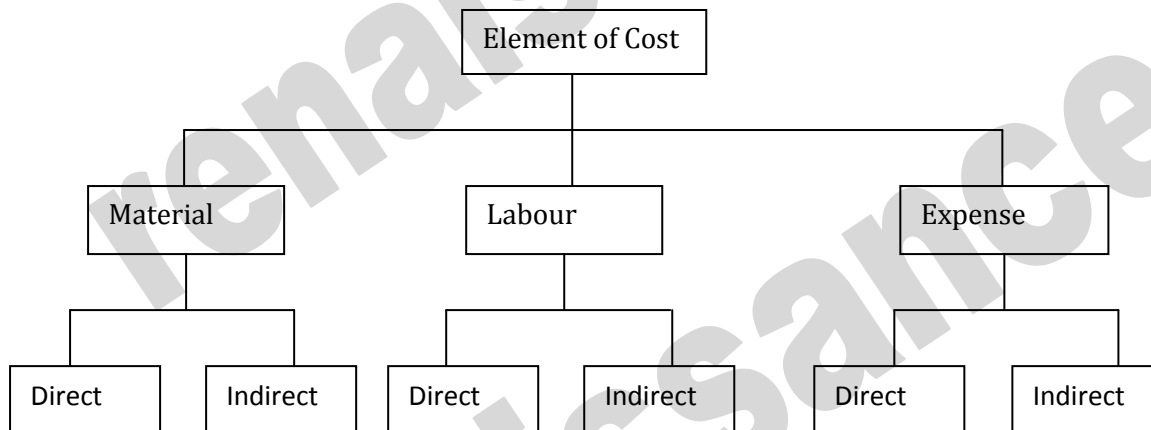 Element of Cost
Material
Labour
Expense
Direct
Indirect
Direct
Indirect
Direct
Indirect